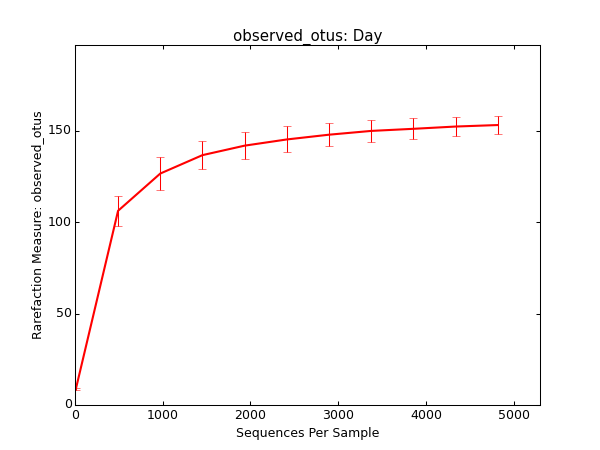 observed_otus: Day
Rarefaction Measure: observed_otus
150
100
50
0
0 1000 2000 3000 4000 5000
Sequences Per Sample